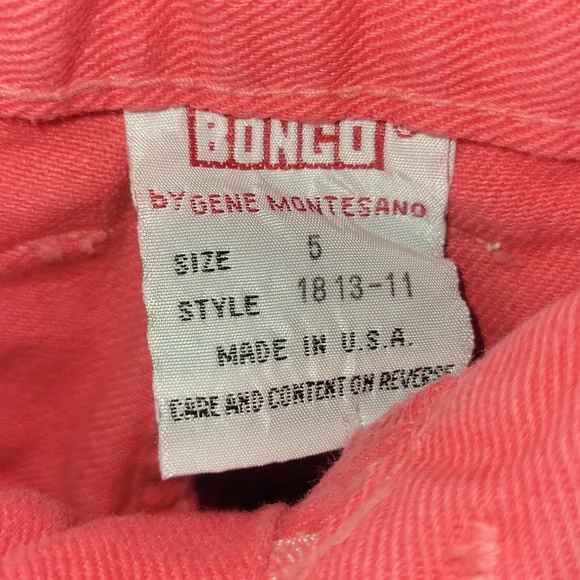 BONGO ®
by GENE MONTESANO
SIZE 5
STYLE 1813-11
MADE IN U.S.A.
CARE AND CONTENT ON REVERSE